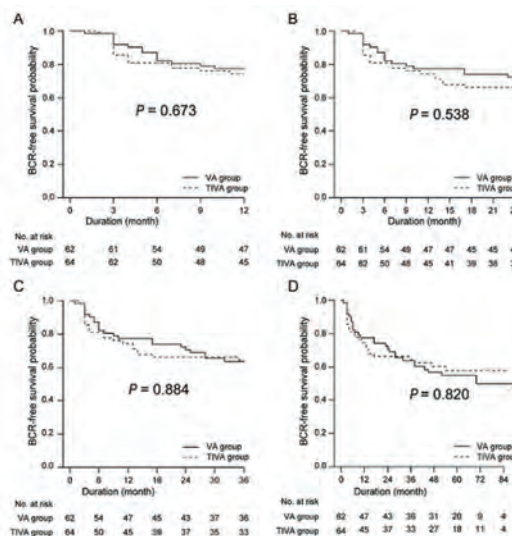 A
BCR-free survival probability
1.0
0.8
0.6
0.4
0.2
0.0
P = 0.673
VA group
TIVA group
0 3 6 9 12
Duration (month)
No. at risk
VA group 62 61 54 49 47
TIVA group 64 62 50 48 45
B
BCR-free survival probability
1.0
0.8
0.6
0.4
0.2
0.0
P = 0.538
VA group
TIVA group
0 3 6 9 12 15 18 21
Duration (month)
No. at risk
VA group 62 61 54 49 47 47 45 45
TIVA group 64 62 50 48 45 41 39 38
C
BCR-free survival probability
1.0
0.8
0.6
0.4
0.2
0.0
P = 0.884
VA group
TIVA group
0 6 12 18 24 30 36
Duration (month)
No. at risk
VA group 62 54 47 45 43 37 36
TIVA group 64 50 45 39 37 35 33
D
BCR-free survival probability
1.0
0.8
0.6
0.4
0.2
0.0
P = 0.820
VA group
TIVA group
0 12 24 36 48 60 72 84
Duration (month)
No. at risk
VA group 62 47 43 36 31 20 9 4
TIVA group 64 45 37 33 27 18 11 4